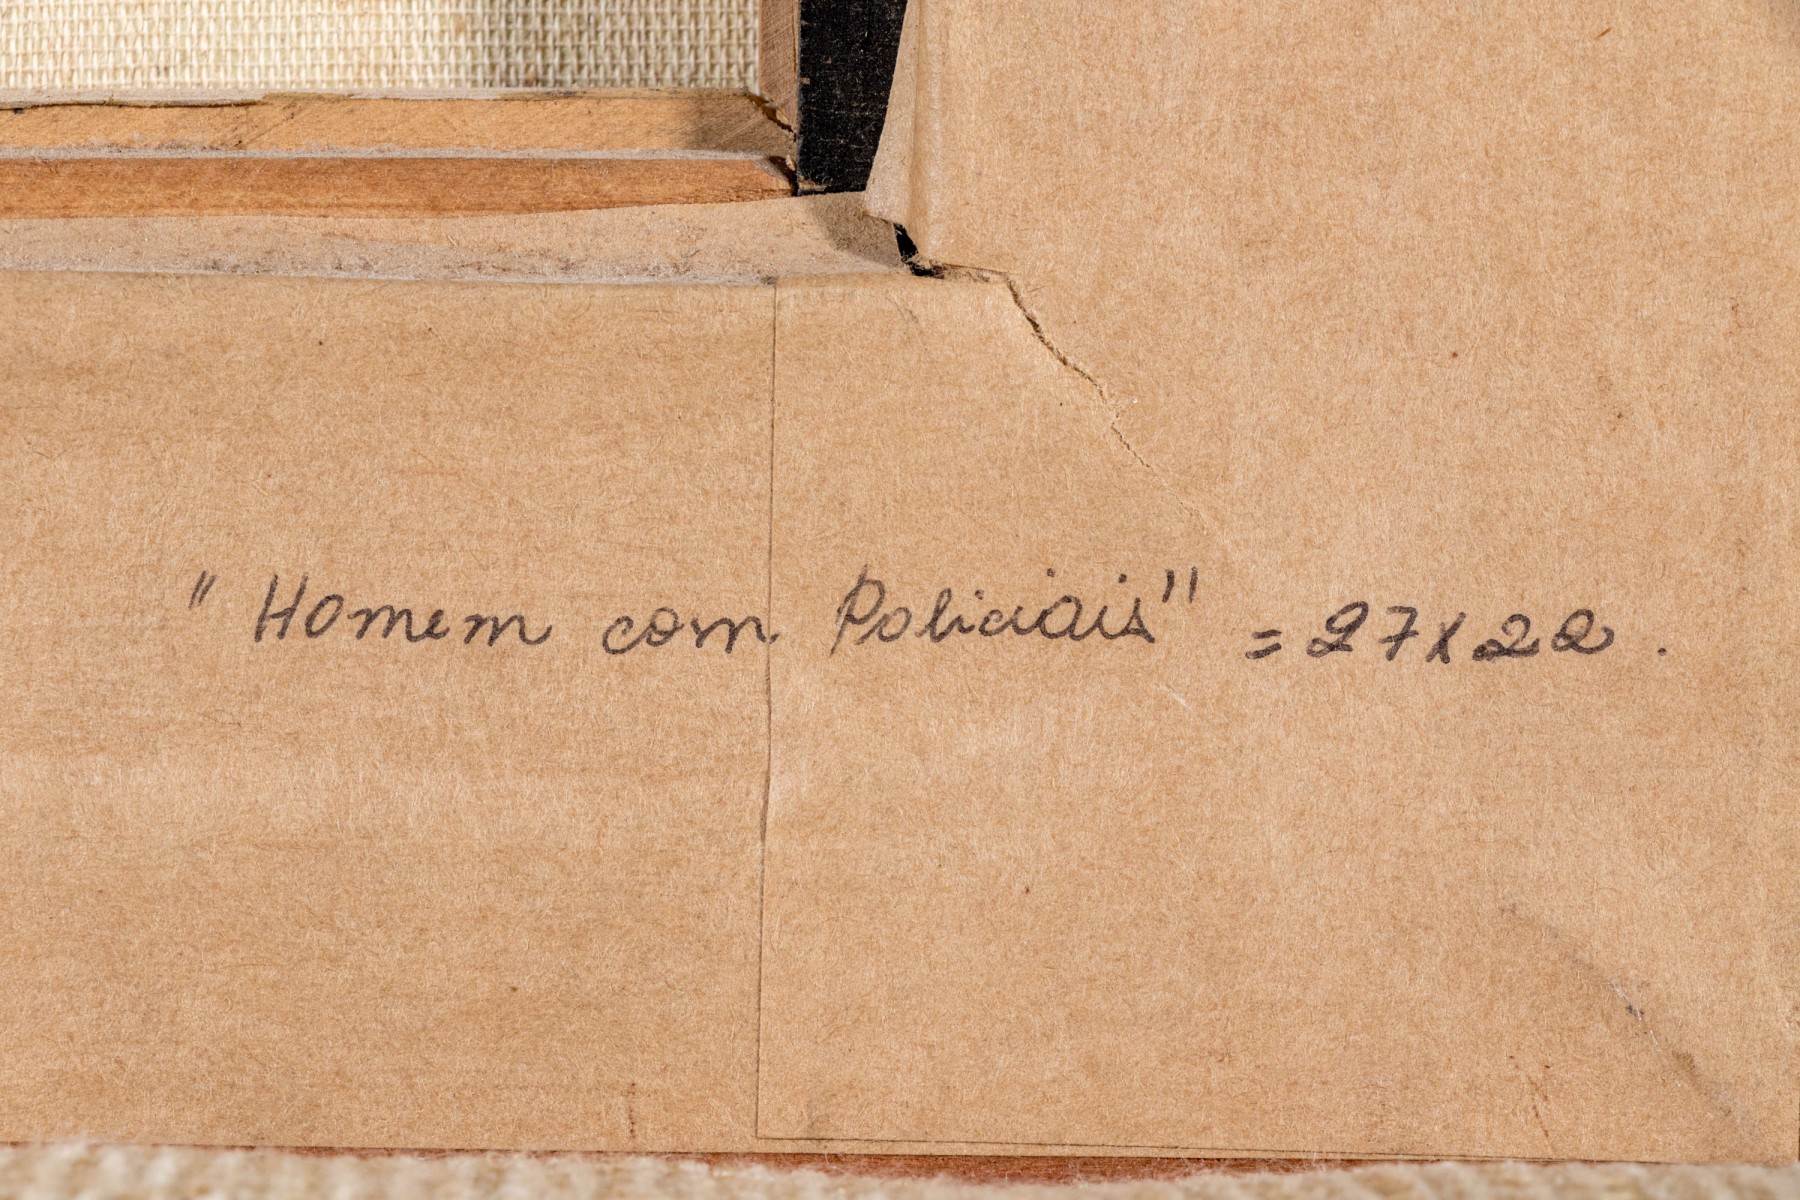 "Homem com Policiais" = 27x22.